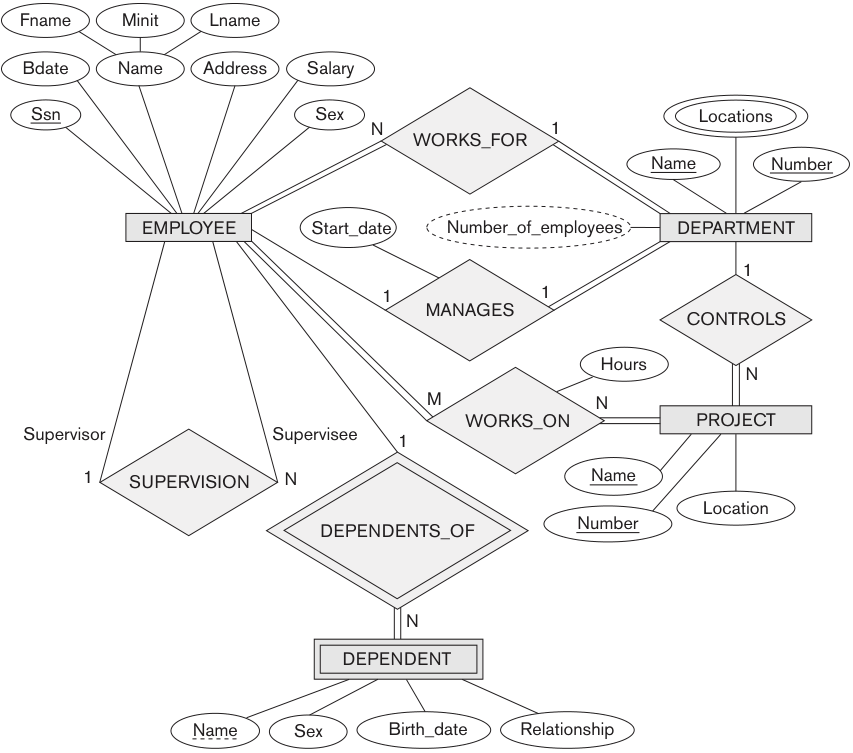 Fname
Minit
Lname
Bdate
Name
Address
Salary
Ssn
Sex
N
WORKS_FOR
1
Locations
Name
Number
EMPLOYEE
Start_date
Number_of_employees
DEPARTMENT
1
MANAGES
1
1
CONTROLS
N
Hours
M
WORKS_ON
N
PROJECT
Supervisor
Supervisee
1
SUPERVISION
N
1
Name
Number
Location
DEPENDENTS_OF
N
DEPENDENT
Name
Sex
Birth_date
Relationship